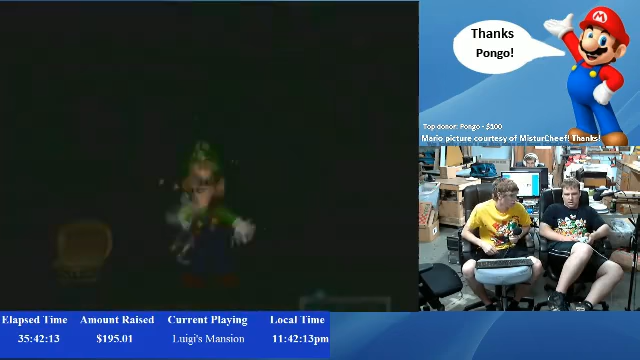 Thanks
Pongo!
Top donor: Pongo - $100
Mario picture courtesy of MisturCheef! Thanks!
Elapsed Time Amount Raised Current Playing Local Time
35:42:13 $195.01 Luigi's Mansion 11:42:13pm